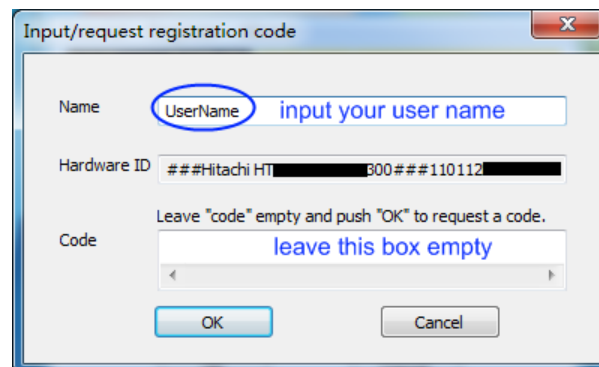 Input/request registration code
Name UserName input your user name
Hardware ID ###Hitachi HT 300###110112
Leave "code" empty and push "OK" to request a code.
Code leave this box empty
OK Cancel